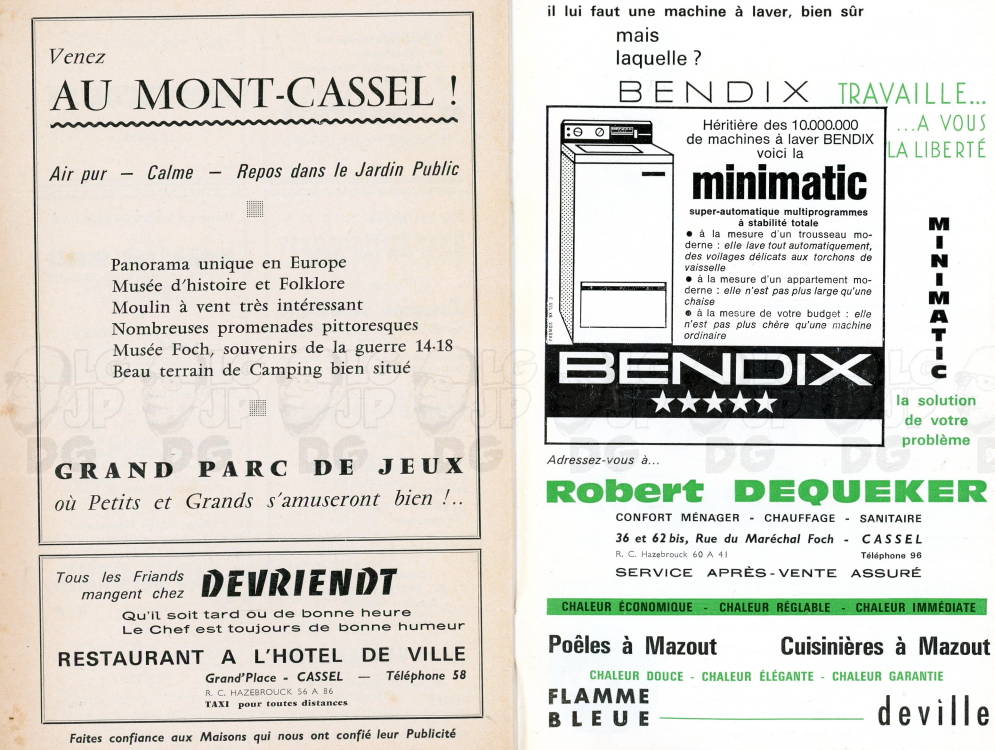 Venez
AU MONT-CASSEL !
Air pur — Calme — Repos dans le Jardin Public
Panorama unique en Europe
Musée d'histoire et Folklore
Moulin à vent très intéressant
Nombreuses promenades pittoresques
Musée Foch, souvenirs de la guerre 14-18
Beau terrain de Camping bien situé
GRAND PARC DE JEUX
où Petits et Grands s'amuseront bien !..
Tous les Friands
mangent chez DEVRIENDT
Qu'il soit tard ou de bonne heure
Le Chef est toujours de bonne humeur
RESTAURANT A L'HOTEL DE VILLE
Grand'Place - CASSEL — Téléphone 58
R. C. HAZEBROUCK 56 A 86
TAXI pour toutes distances
Faites confiance aux Maisons qui nous ont confié leur Publicité
il lui faut une machine à laver, bien sûr
mais
laquelle ?
BENDIX TRAVAILLE...
...A VOUS
LA LIBERTÉ
Héritière des 10.000.000
de machines à laver BENDIX
voici la
minimatic
super-automatique multiprogrammes
à stabilité totale
● à la mesure d'un trousseau mo-
derne : elle lave tout automatiquement,
des voilages délicats aux torchons de
vaisselle
● à la mesure d'un appartement mo-
derne : elle n'est pas plus large qu'une
chaise
● à la mesure de votre budget : elle
n'est pas plus chère qu'une machine
ordinaire
BENDIX
★★★★★
MINIMATIC
la solution
de votre
problème
Adressez-vous à...
Robert DEQUEKER
CONFORT MÉNAGER - CHAUFFAGE - SANITAIRE
36 et 62 bis, Rue du Maréchal Foch - CASSEL
R. C. Hazebrouck 60 A 41 Téléphone 96
SERVICE APRÈS-VENTE ASSURÉ
CHALEUR ÉCONOMIQUE - CHALEUR RÉGLABLE - CHALEUR IMMÉDIATE
Poêles à Mazout Cuisinières à Mazout
CHALEUR DOUCE - CHALEUR ÉLÉGANTE - CHALEUR GARANTIE
FLAMME
BLEUE deville